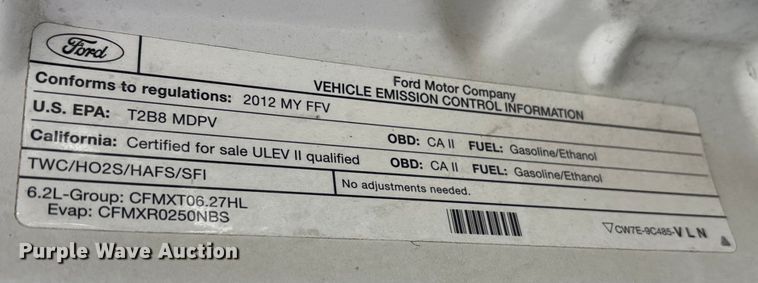 Ford
Ford Motor Company
VEHICLE EMISSION CONTROL INFORMATION
Conforms to regulations: 2012 MY FFV
U.S. EPA: T2B8 MDPV OBD: CA II FUEL: Gasoline/Ethanol
California: Certified for sale ULEV II qualified OBD: CA II FUEL: Gasoline/Ethanol
TWC/HO2S/HAFS/SFI No adjustments needed.
6.2L-Group: CFMXT06.27HL
Evap: CFMXR0250NBS
CW7E-9C485-VLN
Purple Wave Auction